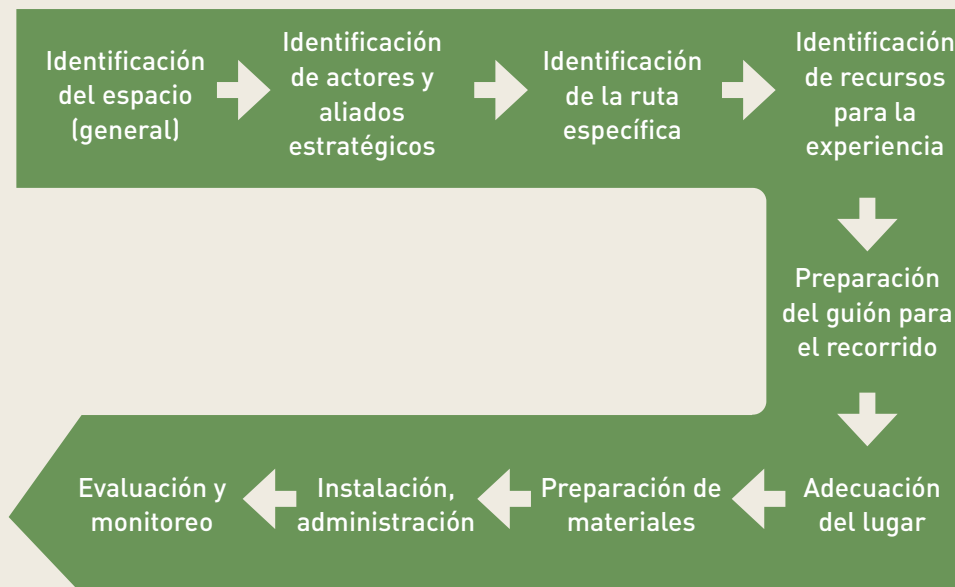 Identificación
del espacio
(general)
Identificación
de actores y
aliados
estratégicos
Identificación
de la ruta
específica
Identificación
de recursos
para la
experiencia
Preparación
del guión para
el recorrido
Adecuación
del lugar
Preparación de
materiales
Instalación,
administración
Evaluación y
monitoreo